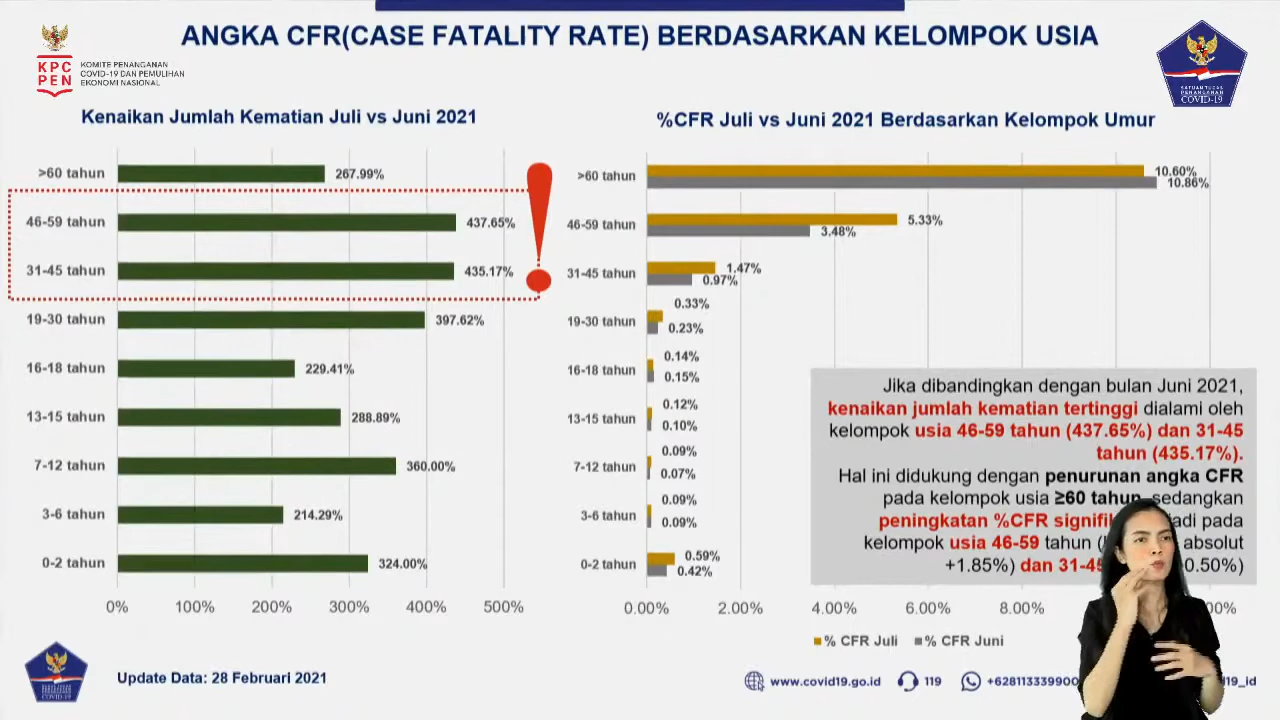 ANGKA CFR(CASE FATALITY RATE) BERDASARKAN KELOMPOK USIA
KPC
PEN
KOMITE PENANGANAN
COVID-19 DAN PEMULIHAN
EKONOMI NASIONAL
SATUAN TUGAS
PENANGANAN
COVID-19
Kenaikan Jumlah Kematian Juli vs Juni 2021
>60 tahun 267.99%
46-59 tahun 437.65%
31-45 tahun 435.17%
19-30 tahun 397.62%
16-18 tahun 229.41%
13-15 tahun 288.89%
7-12 tahun 360.00%
3-6 tahun 214.29%
0-2 tahun 324.00%
0% 100% 200% 300% 400% 500%
%CFR Juli vs Juni 2021 Berdasarkan Kelompok Umur
>60 tahun 10.60%
10.86%
46-59 tahun 5.33%
3.48%
31-45 tahun 1.47%
0.97%
19-30 tahun 0.33%
0.23%
16-18 tahun 0.14%
0.15%
13-15 tahun 0.12%
0.10%
7-12 tahun 0.09%
0.07%
3-6 tahun 0.09%
0.09%
0-2 tahun 0.59%
0.42%
0.00% 2.00% 4.00% 6.00% 8.00%
% CFR Juli % CFR Juni
Jika dibandingkan dengan bulan Juni 2021,
kenaikan jumlah kematian tertinggi dialami oleh
kelompok usia 46-59 tahun (437.65%) dan 31-45
tahun (435.17%).
Hal ini didukung dengan penurunan angka CFR
pada kelompok usia ≥60 tahun, sedangkan
peningkatan %CFR pada
kelompok usia 46-59 tahun absolut
+1.85%) dan 31-45 0.50%)
COVID-19
Update Data: 28 Februari 2021
www.covid19.go.id 119 +628113339900